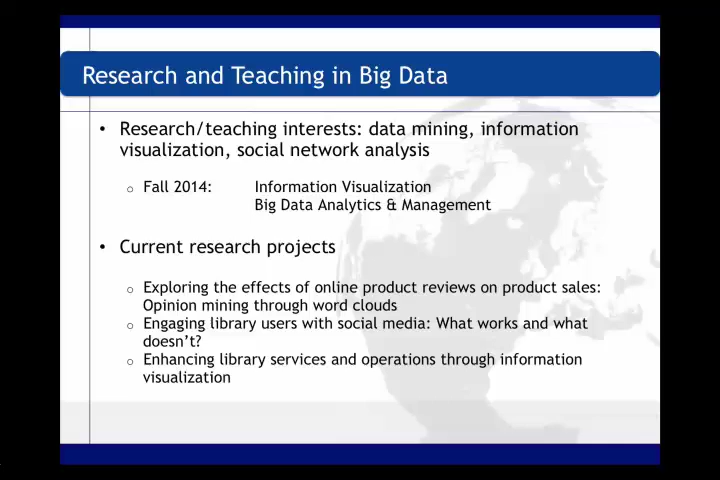 Research and Teaching in Big Data
• Research/teaching interests: data mining, information
visualization, social network analysis
o Fall 2014: Information Visualization
Big Data Analytics & Management
• Current research projects
o Exploring the effects of online product reviews on product sales:
Opinion mining through word clouds
o Engaging library users with social media: What works and what
doesn't?
o Enhancing library services and operations through information
visualization